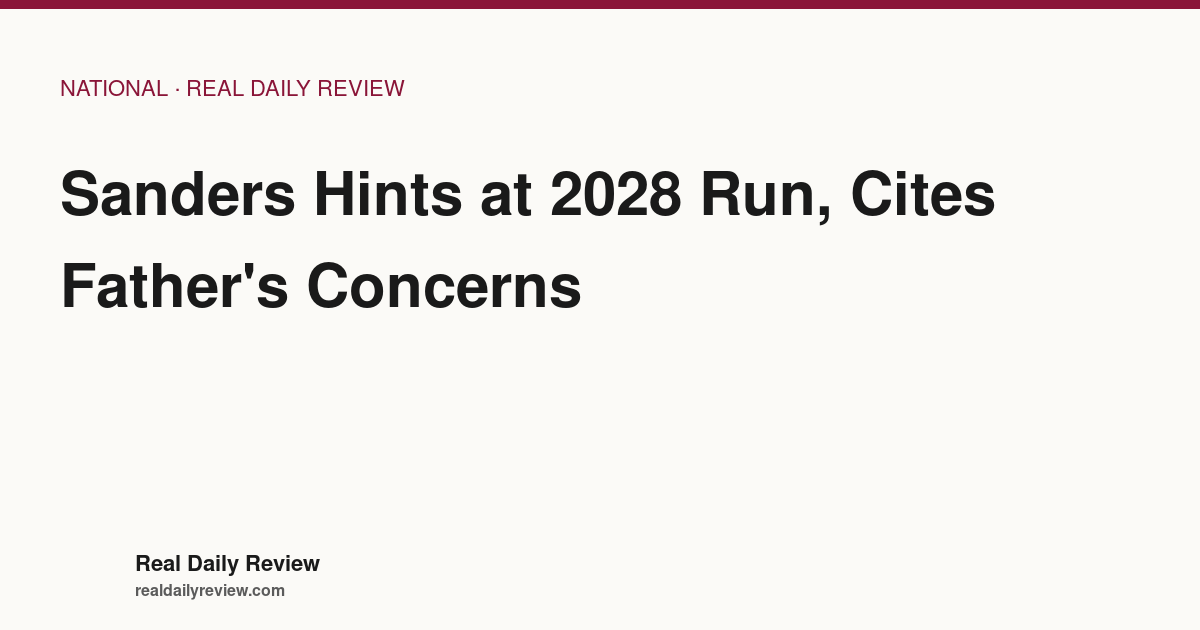 NATIONAL · REAL DAILY REVIEW
Sanders Hints at 2028 Run, Cites
Father's Concerns
Real Daily Review
realdailyreview.com